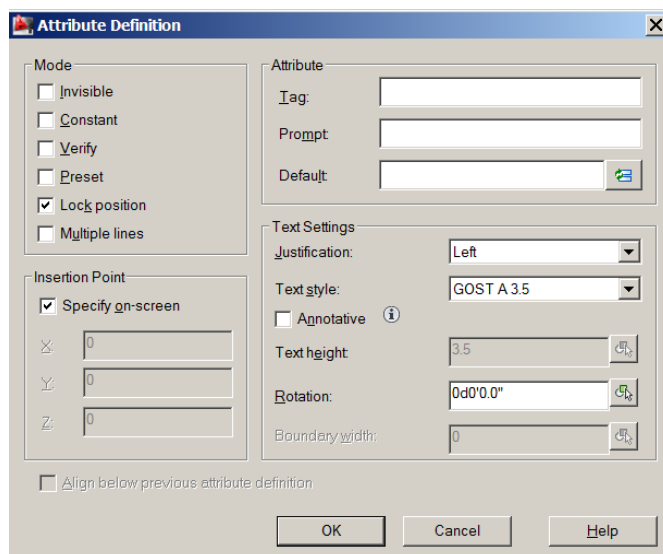 Attribute Definition
Mode
Invisible
Constant
Verify
Preset
Lock position
Multiple lines
Attribute
Tag:
Prompt:
Default:
Insertion Point
Specify on-screen
X: 0
Y: 0
Z: 0
Text Settings
Justification: Left
Text style: GOST A 3.5
Annotative
Text height: 3.5
Rotation: 0d0'0.0"
Boundary width: 0
Align below previous attribute definition
OK Cancel Help